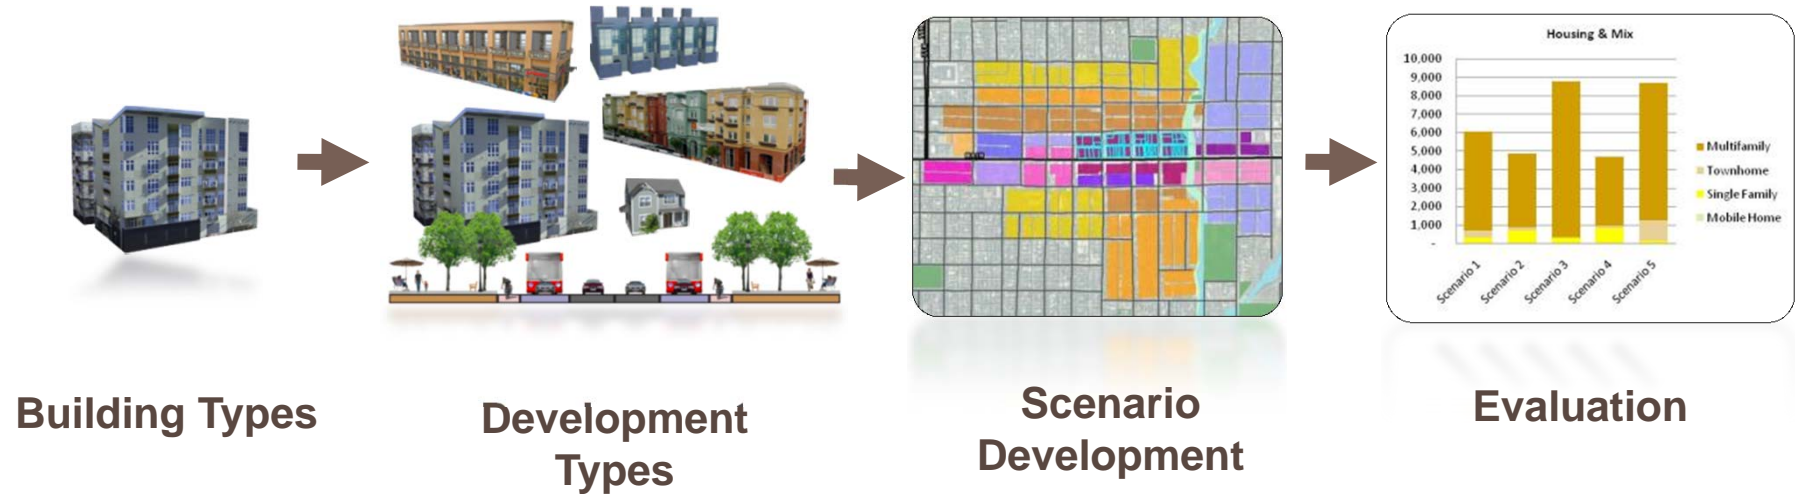 Building Types
Development
Types
Scenario
Development
Evaluation
Housing & Mix
10,000
9,000
8,000
7,000
6,000
5,000
4,000
3,000
2,000
1,000
-
Scenario 1
Scenario 2
Scenario 3
Scenario 4
Scenario 5
Multifamily
Townhome
Single Family
Mobile Home